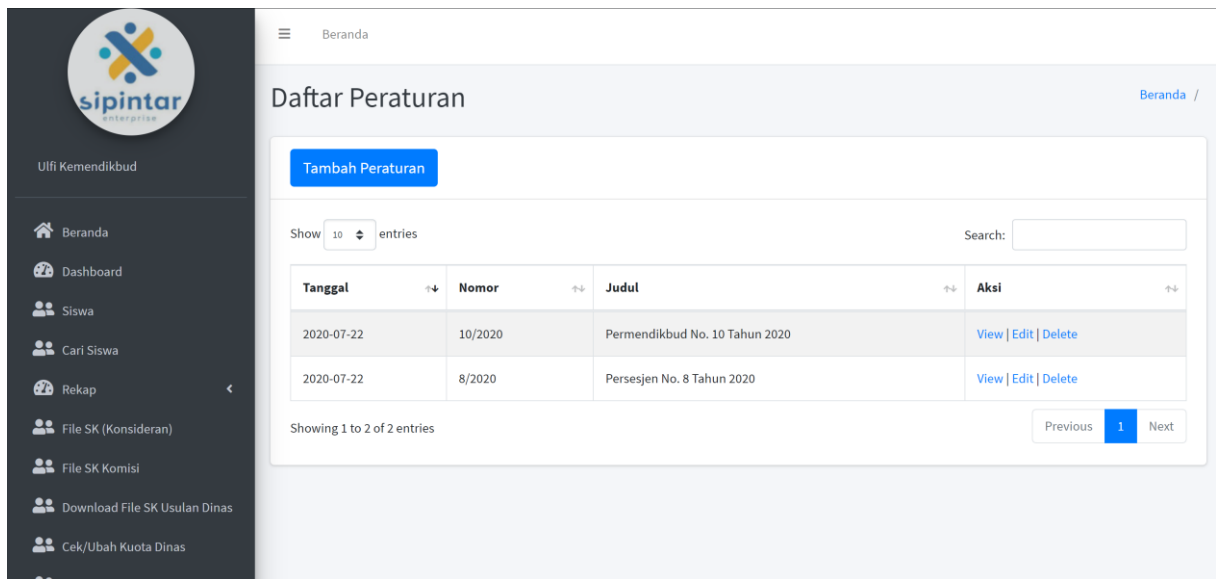 sipintar
enterprise
Ulfi Kemendikbud
Beranda
Dashboard
Siswa
Cari Siswa
Rekap
File SK (Konsideran)
File SK Komisi
Download File SK Usulan Dinas
Cek/Ubah Kuota Dinas
Beranda
Daftar Peraturan
Beranda /
Tambah Peraturan
Show 10 entries
Search:
Tanggal Nomor Judul Aksi
2020-07-22 10/2020 Permendikbud No. 10 Tahun 2020 View | Edit | Delete
2020-07-22 8/2020 Persesjen No. 8 Tahun 2020 View | Edit | Delete
Showing 1 to 2 of 2 entries
Previous 1 Next